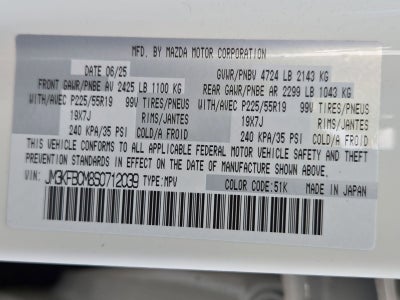 MFD. BY MAZDA MOTOR CORPORATION
DATE 06/25 GVWR/PNBV 4724 LB 2143 KG
FRONT GAWR/PNBE AV 2425 LB 1100 KG REAR GAWR/PNBE AR 2299 LB 1043 KG
WITH/AVEC P225/55R19 99V TIRES/PNEUS WITH/AVEC P225/55R19 99V TIRES/PNEUS
19X7J RIMS/JANTES 19X7J RIMS/JANTES
240 KPA/35 PSI COLD/A FROID 240 KPA/35 PSI COLD/A FROID
THIS VEHICLE CONFORMS TO ALL APPLICABLE FEDERAL MOTOR VEHICLE SAFETY AND THEFT
PREVENTION STANDARDS IN EFFECT ON THE DATE OF MANUFACTURE SHOWN ABOVE.
VIN: JM3KFBCM8S0712039 TYPE:MPV COLOR CODE:51K MADE IN JAPAN